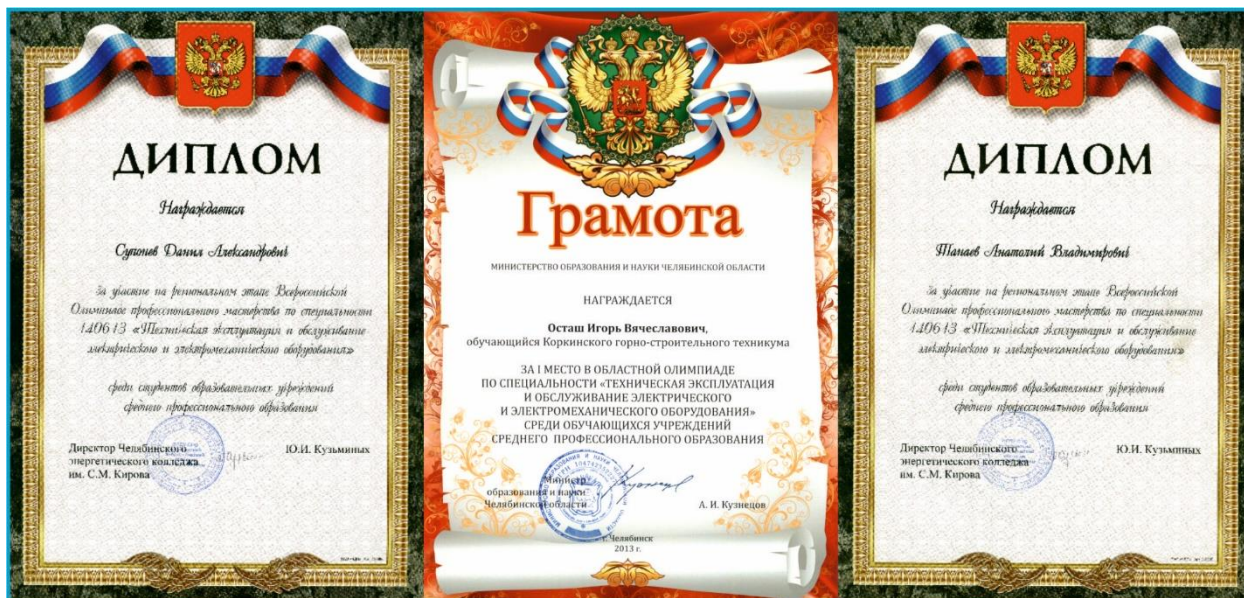 ДИПЛОМ
Награждается
Супонев Данил Александрович
за участие на региональном этапе Всероссийской
Олимпиаде профессионального мастерства по специальности
140613 «Техническая эксплуатация и обслуживание
электрического и электромеханического оборудования»
среди студентов образовательных учреждений
среднего профессионального образования
Директор Челябинского
энергетического колледжа
им. С.М. Кирова
Ю.И. Кузьминых
Грамота
МИНИСТЕРСТВО ОБРАЗОВАНИЯ И НАУКИ ЧЕЛЯБИНСКОЙ ОБЛАСТИ
НАГРАЖДАЕТСЯ
Осташ Игорь Вячеславович,
обучающийся Коркинского горно-строительного техникума
ЗА I МЕСТО В ОБЛАСТНОЙ ОЛИМПИАДЕ
ПО СПЕЦИАЛЬНОСТИ «ТЕХНИЧЕСКАЯ ЭКСПЛУАТАЦИЯ
И ОБСЛУЖИВАНИЕ ЭЛЕКТРИЧЕСКОГО
И ЭЛЕКТРОМЕХАНИЧЕСКОГО ОБОРУДОВАНИЯ»
СРЕДИ ОБУЧАЮЩИХСЯ УЧРЕЖДЕНИЙ
СРЕДНЕГО ПРОФЕССИОНАЛЬНОГО ОБРАЗОВАНИЯ
Министр
образования и науки
Челябинской области
А. И. Кузнецов
г. Челябинск
2013 г.
ДИПЛОМ
Награждается
Танаев Анатолий Владимирович
за участие на региональном этапе Всероссийской
Олимпиаде профессионального мастерства по специальности
140613 «Техническая эксплуатация и обслуживание
электрического и электромеханического оборудования»
среди студентов образовательных учреждений
среднего профессионального образования
Директор Челябинского
энергетического колледжа
им. С.М. Кирова
Ю.И. Кузьминых